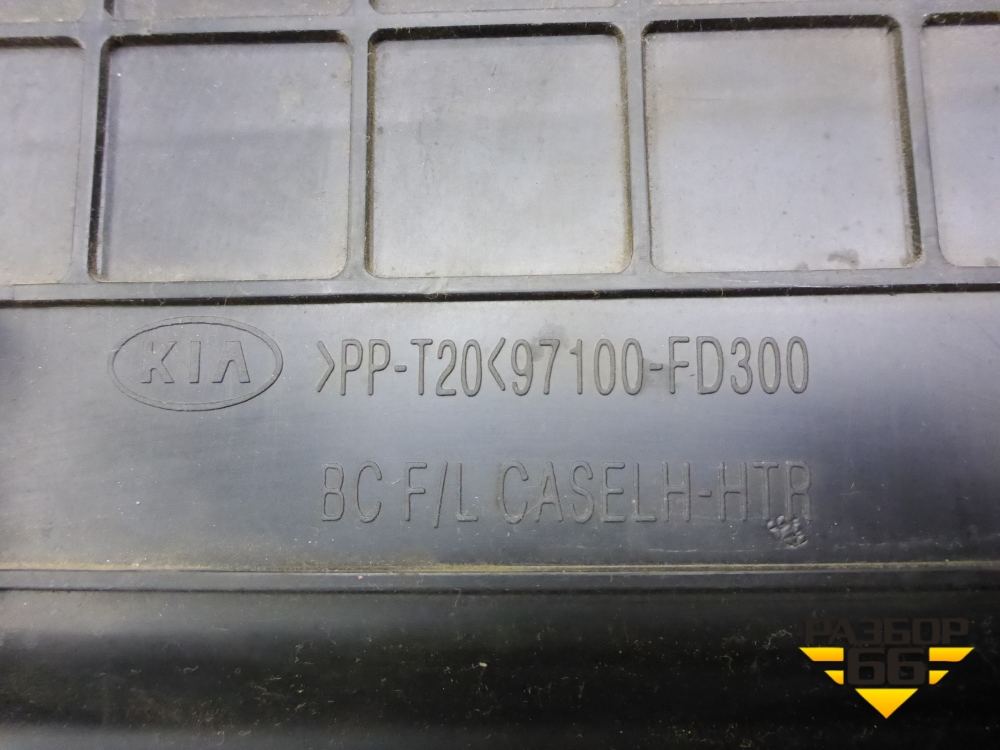 KIA >PP-T20<97100-FD300
BC F/L CASELH-HTR
РАЗБОР
66